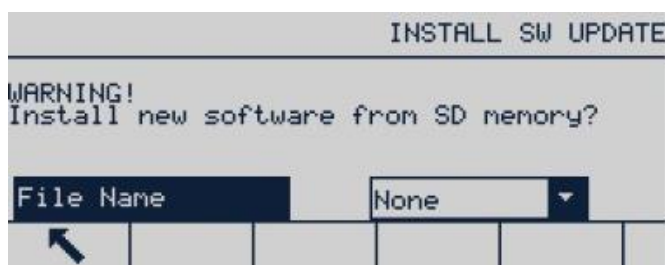 INSTALL SW UPDATE
WARNING!
Install new software from SD memory?
File Name None